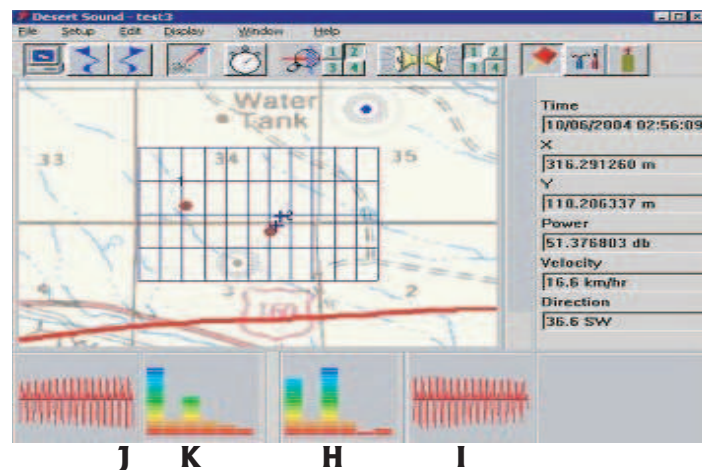 Desert Sound - test3
File Setup Edit Display Window Help
1 2
3 4
1 2
3 4
Water
Tank
33 34 35
1
2
3 2
160
Time
10/06/2004 02:56:09
X
316.291260 m
Y
110.206337 m
Power
51.376803 db
Velocity
16.6 km/hr
Direction
36.6 SW
J K H I